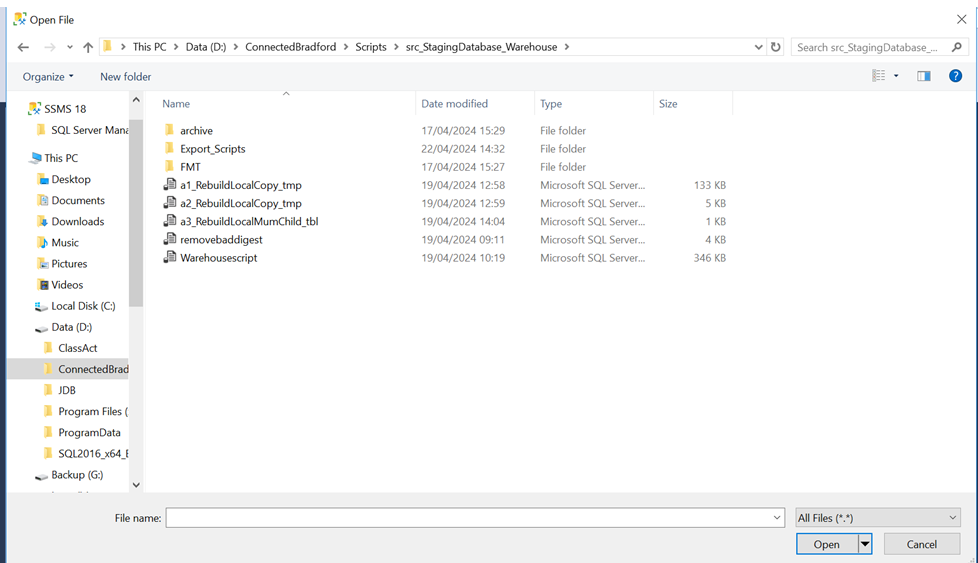 Open File
This PC > Data (D:) > ConnectedBradford > Scripts > src_StagingDatabase_Warehouse >
Search src_StagingDatabase_...
Organize
New folder
Name Date modified Type Size
archive 17/04/2024 15:29 File folder
Export_Scripts 22/04/2024 14:32 File folder
FMT 17/04/2024 15:27 File folder
a1_RebuildLocalCopy_tmp 19/04/2024 12:58 Microsoft SQL Server... 133 KB
a2_RebuildLocalCopy_tmp 19/04/2024 12:59 Microsoft SQL Server... 5 KB
a3_RebuildLocalMumChild_tbl 19/04/2024 14:04 Microsoft SQL Server... 1 KB
removebaddigest 19/04/2024 09:11 Microsoft SQL Server... 4 KB
Warehousescript 19/04/2024 10:19 Microsoft SQL Server... 346 KB
SSMS 18
SQL Server Mana
This PC
Desktop
Documents
Downloads
Music
Pictures
Videos
Local Disk (C:)
Data (D:)
ClassAct
ConnectedBrad
JDB
Program Files (
ProgramData
SQL2016_x64_E
Backup (G:)
File name:
All Files (*.*)
Open
Cancel